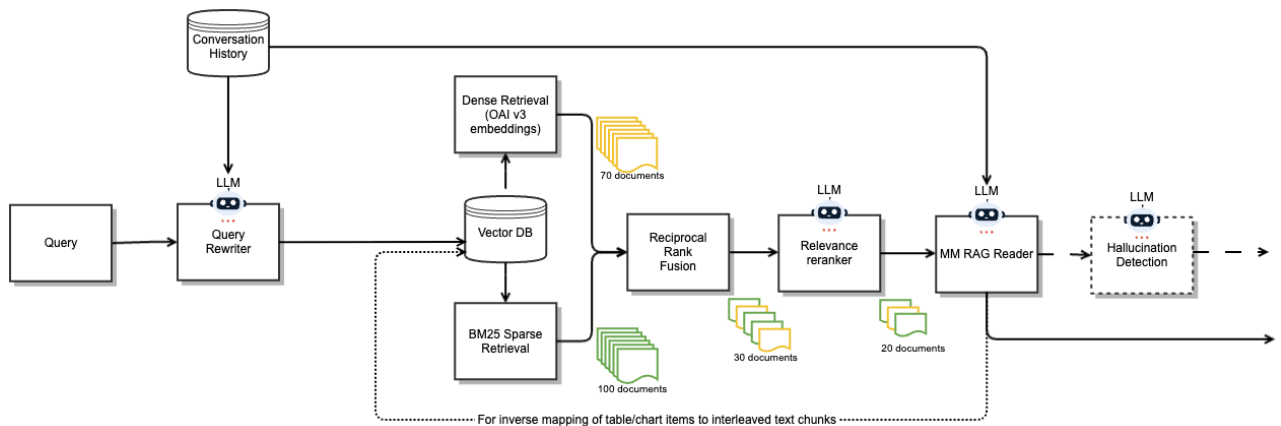 Conversation
History
Dense Retrieval
(OAI v3
embeddings)
70 documents
LLM
Query
Rewriter
Query
Vector DB
Reciprocal
Rank
Fusion
LLM
Relevance
reranker
LLM
MM RAG Reader
LLM
Hallucination
Detection
BM25 Sparse
Retrieval
100 documents
30 documents
20 documents
For inverse mapping of table/chart items to interleaved text chunks